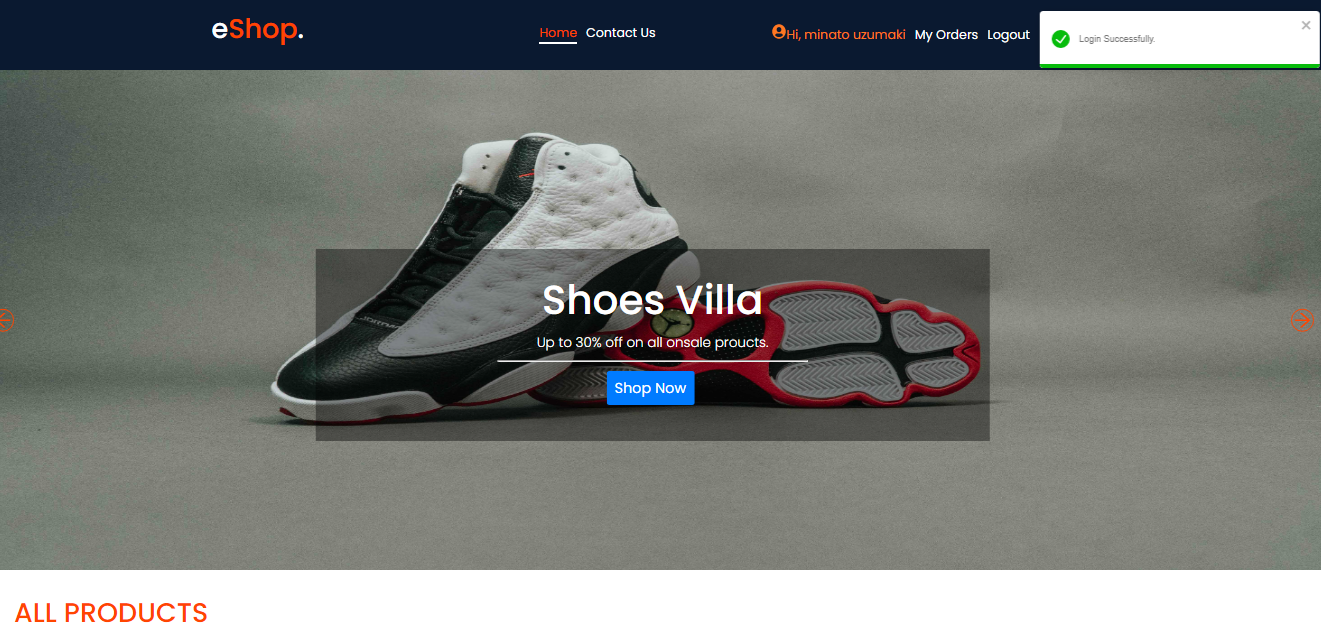 eShop.
Home Contact Us
Hi, minato uzumaki My Orders Logout
Login Successfully.
Shoes Villa
Up to 30% off on all onsale proucts.
Shop Now
ALL PRODUCTS